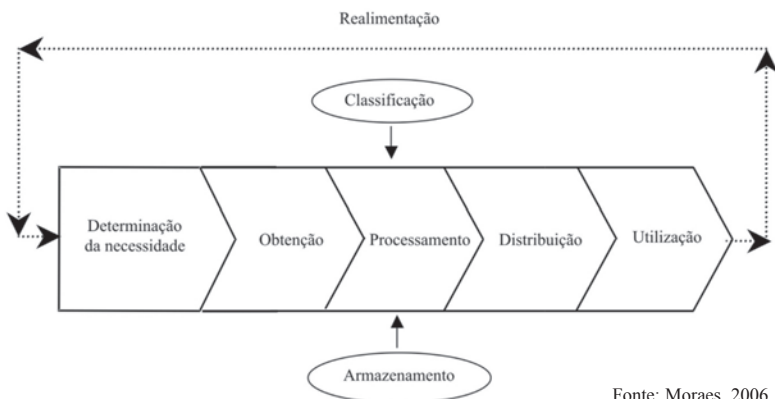 Realimentação
Classificação
Determinação
da necessidade
Obtenção
Processamento
Distribuição
Utilização
Armazenamento
Fonte: Moraes, 2006